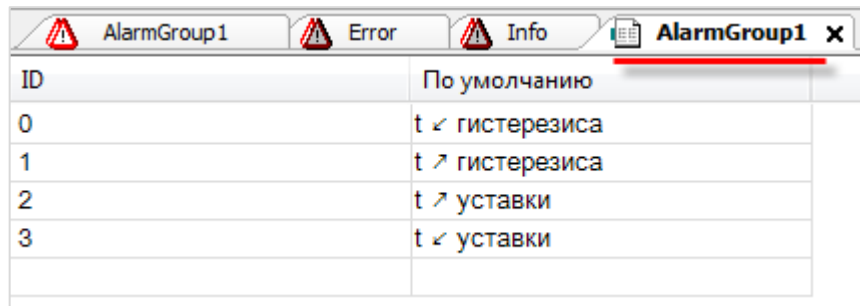 AlarmGroup1 Error Info AlarmGroup1 x
ID По умолчанию
0 t ↙ гистерезиса
1 t ↗ гистерезиса
2 t ↗ уставки
3 t ↙ уставки